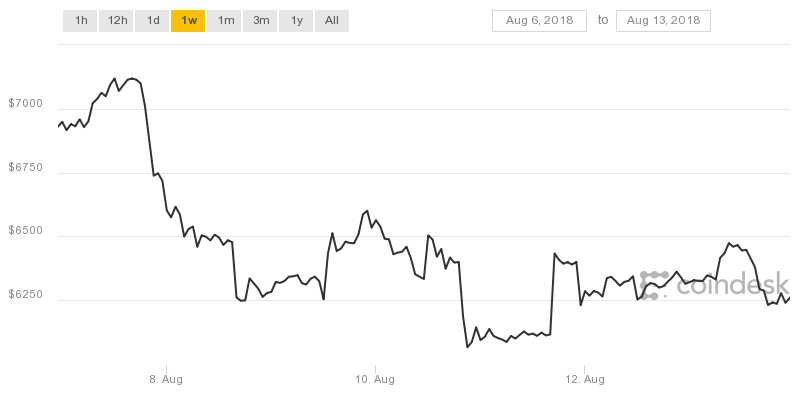 1h 12h 1d 1w 1m 3m 1y All Aug 6, 2018 to Aug 13, 2018
$7000
$6750
$6500
$6250
coindesk
8. Aug 10. Aug 12. Aug